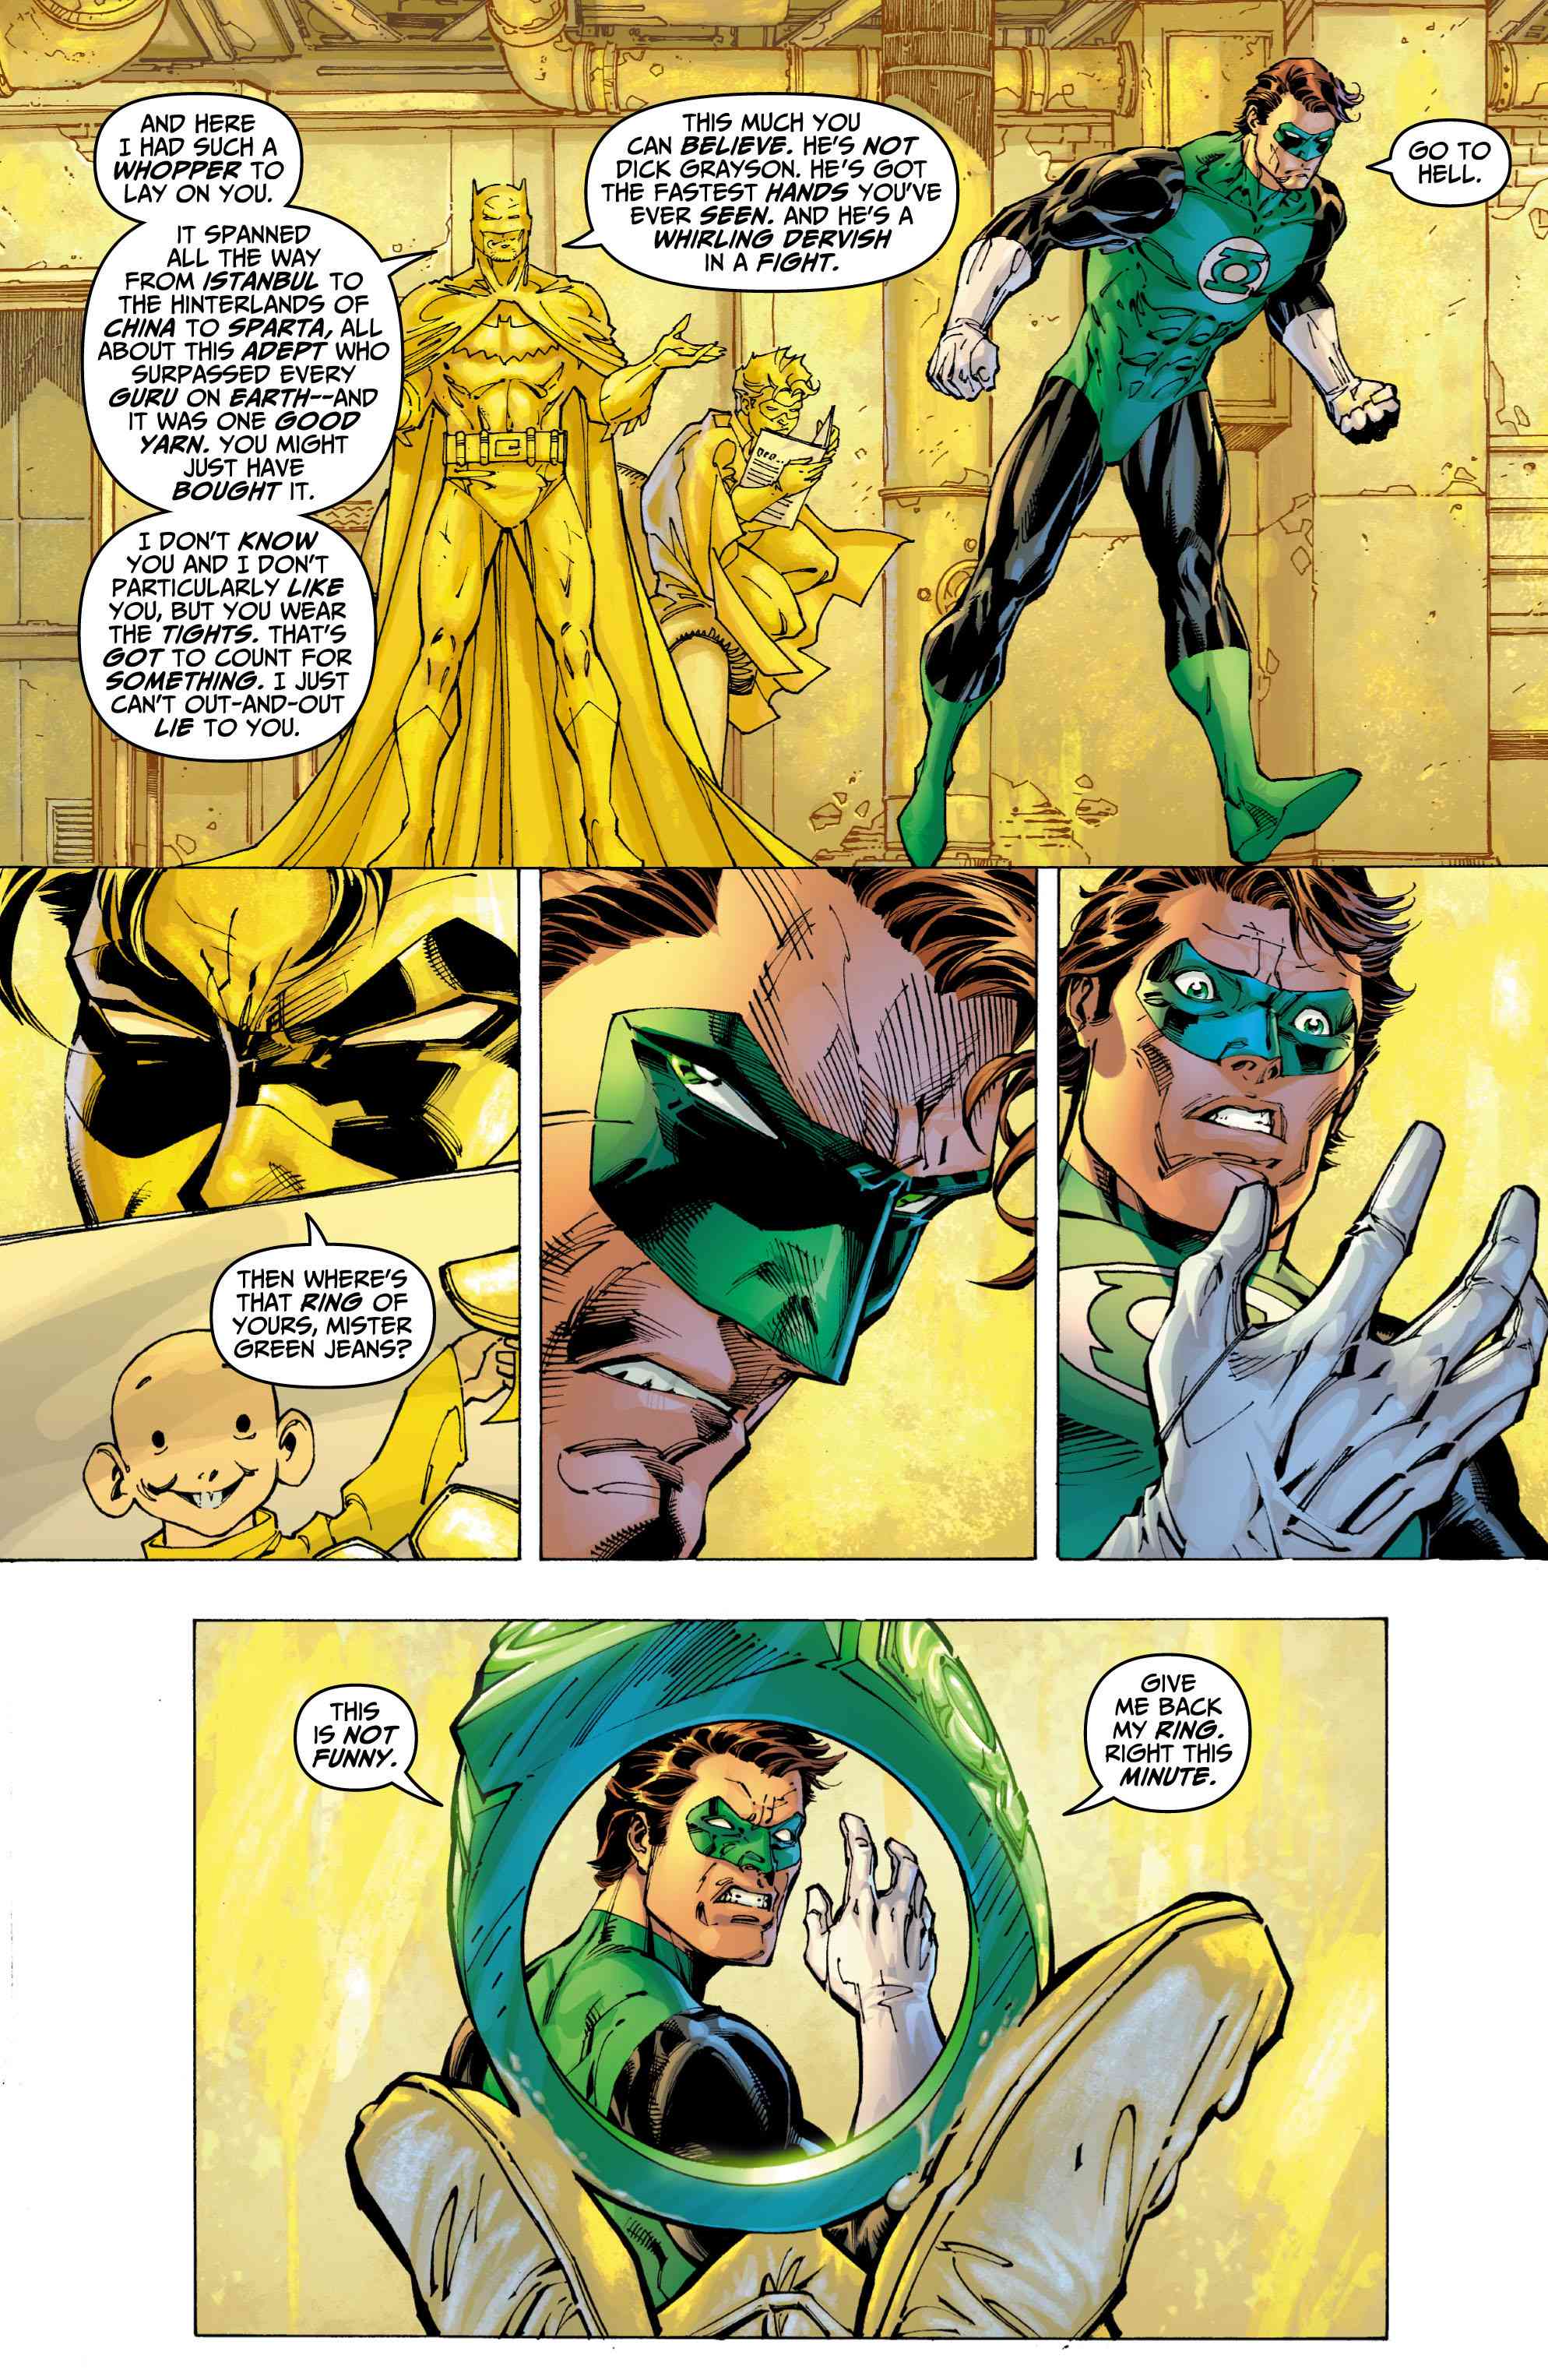 AND HERE
I HAD SUCH A
WHOPPER TO
LAY ON YOU.
IT SPANNED
ALL THE WAY
FROM ISTANBUL TO
THE HINTERLANDS OF
CHINA TO SPARTA, ALL
ABOUT THIS ADEPT WHO
SURPASSED EVERY
GURU ON EARTH--AND
IT WAS ONE GOOD
YARN. YOU MIGHT
JUST HAVE
BOUGHT IT.
I DON'T KNOW
YOU AND I DON'T
PARTICULARLY LIKE
YOU, BUT YOU WEAR
THE TIGHTS. THAT'S
GOT TO COUNT FOR
SOMETHING. I JUST
CAN'T OUT-AND-OUT
LIE TO YOU.
THIS MUCH YOU
CAN BELIEVE. HE'S NOT
DICK GRAYSON. HE'S GOT
THE FASTEST HANDS YOU'VE
EVER SEEN. AND HE'S A
WHIRLING DERVISH
IN A FIGHT.
GO TO
HELL.
THEN WHERE'S
THAT RING OF
YOURS, MISTER
GREEN JEANS?
THIS
IS NOT
FUNNY.
GIVE
ME BACK
MY RING.
RIGHT THIS
MINUTE.